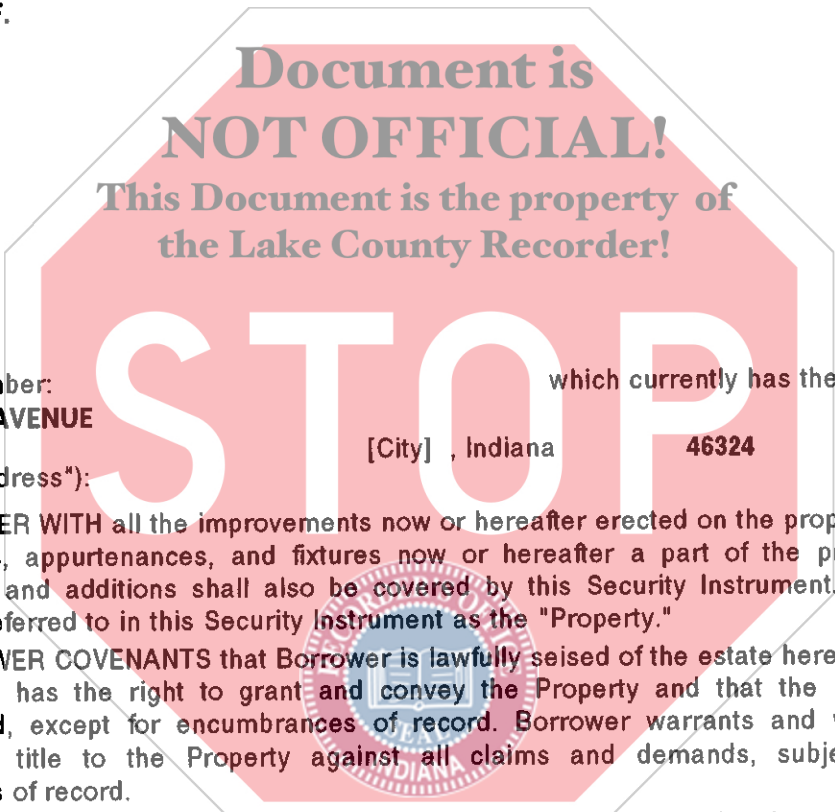 Document is
NOT OFFICIAL!
This Document is the property of
the Lake County Recorder!
STOP
ber:
which currently has the
AVENUE
[City] , Indiana 46324
dress"):
ER WITH all the improvements now or hereafter erected on the prop
, appurtenances, and fixtures now or hereafter a part of the p
and additions shall also be covered by this Security Instrument.
ferred to in this Security Instrument as the "Property."
WER COVENANTS that Borrower is lawfully seised of the estate here
has the right to grant and convey the Property and that the
, except for encumbrances of record. Borrower warrants and
title to the Property against all claims and demands, subje
s of record.
SEAL
INDIANA